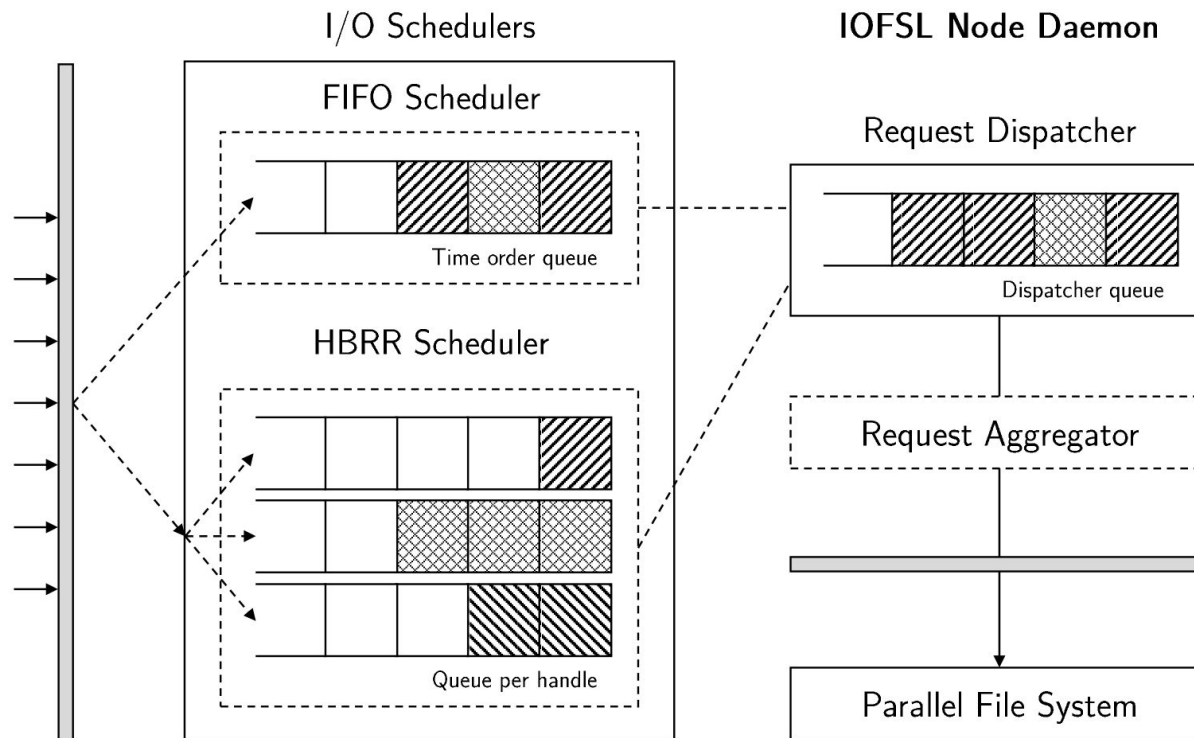 I/O Schedulers
IOFSL Node Daemon
FIFO Scheduler
Time order queue
HBRR Scheduler
Queue per handle
Request Dispatcher
Dispatcher queue
Request Aggregator
Parallel File System